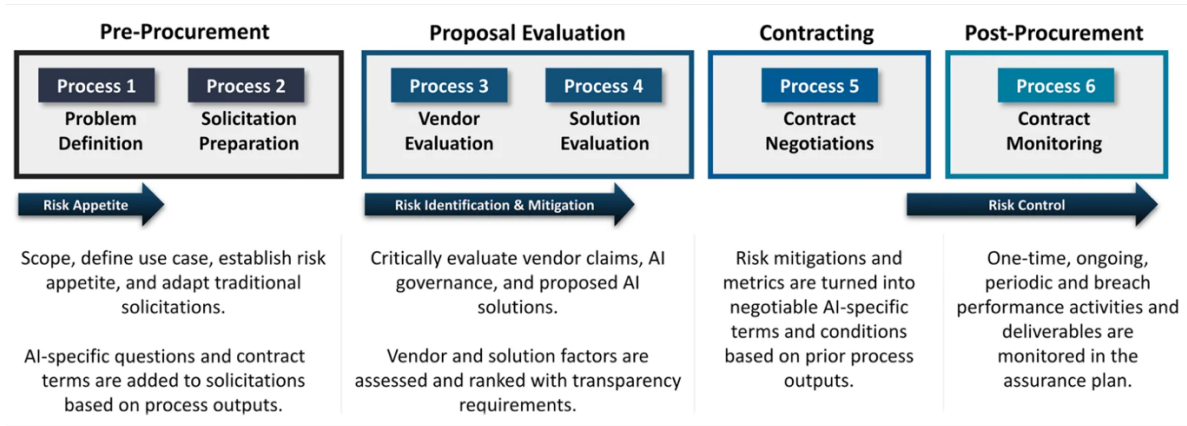 Pre-Procurement
Proposal Evaluation
Contracting
Post-Procurement
Process 1
Problem
Definition
Process 2
Solicitation
Preparation
Process 3
Vendor
Evaluation
Process 4
Solution
Evaluation
Process 5
Contract
Negotiations
Process 6
Contract
Monitoring
Risk Appetite
Risk Identification & Mitigation
Risk Control
Scope, define use case, establish risk
appetite, and adapt traditional
solicitations.
AI-specific questions and contract
terms are added to solicitations
based on process outputs.
Critically evaluate vendor claims, AI
governance, and proposed AI
solutions.
Vendor and solution factors are
assessed and ranked with transparency
requirements.
Risk mitigations and
metrics are turned into
negotiable AI-specific
terms and conditions
based on prior process
outputs.
One-time, ongoing,
periodic and breach
performance activities and
deliverables are
monitored in the
assurance plan.